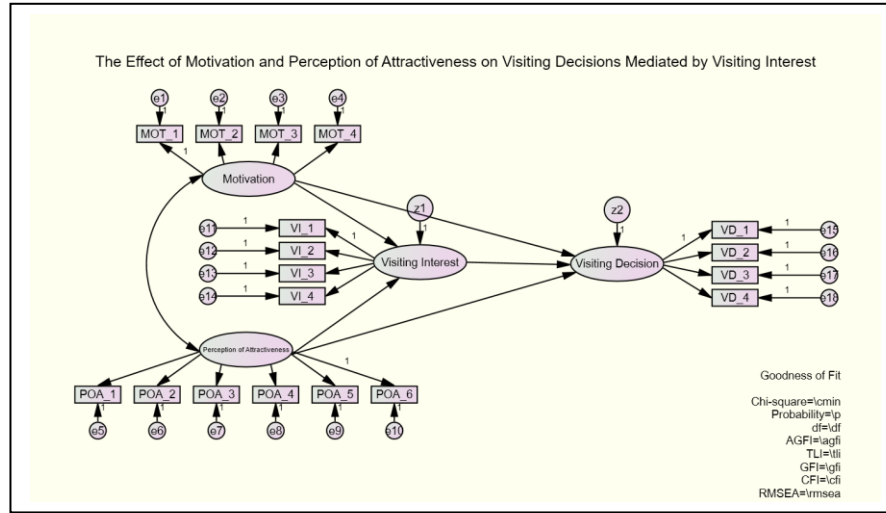 The Effect of Motivation and Perception of Attractiveness on Visiting Decisions Mediated by Visiting Interest
e1 e2 e3 e4
1 1 1 1
MOT_1 MOT_2 MOT_3 MOT_4
1
Motivation
z1 z2
1 1
e11 1 VI_1 1
e12 1 VI_2
e13 1 VI_3
e14 1 VI_4
Visiting Interest
Visiting Decision
1 VD_1 1 e15
VD_2 1 e16
VD_3 1 e17
VD_4 1 e18
Perception of Attractiveness
1
POA_1 POA_2 POA_3 POA_4 POA_5 POA_6
1 1 1 1 1 1
e5 e6 e7 e8 e9 e10
Goodness of Fit
Chi-square=\cmin
Probability=\p
df=\df
AGFI=\agfi
TLI=\tli
GFI=\gfi
CFI=\cfi
RMSEA=\rmsea